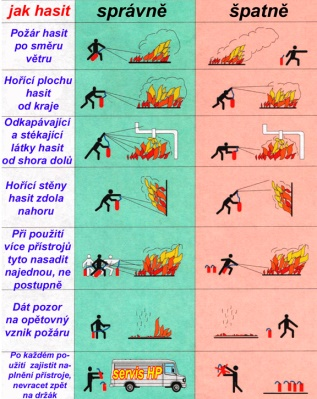 jak hasit správně špatně
Požár hasit
po směru
větru
Hořící plochu
hasit
od kraje
Odkapávající
a stékající
látky hasit
od shora dolů
Hořící stěny
hasit zdola
nahoru
Při použití
více přístrojů
tyto nasadit
najednou, ne
postupně
Dát pozor
na opětovný
vznik požáru
Po každém po-
užití zajistit na-
plnění přístroje,
nevracet zpět
na držák
servis HP